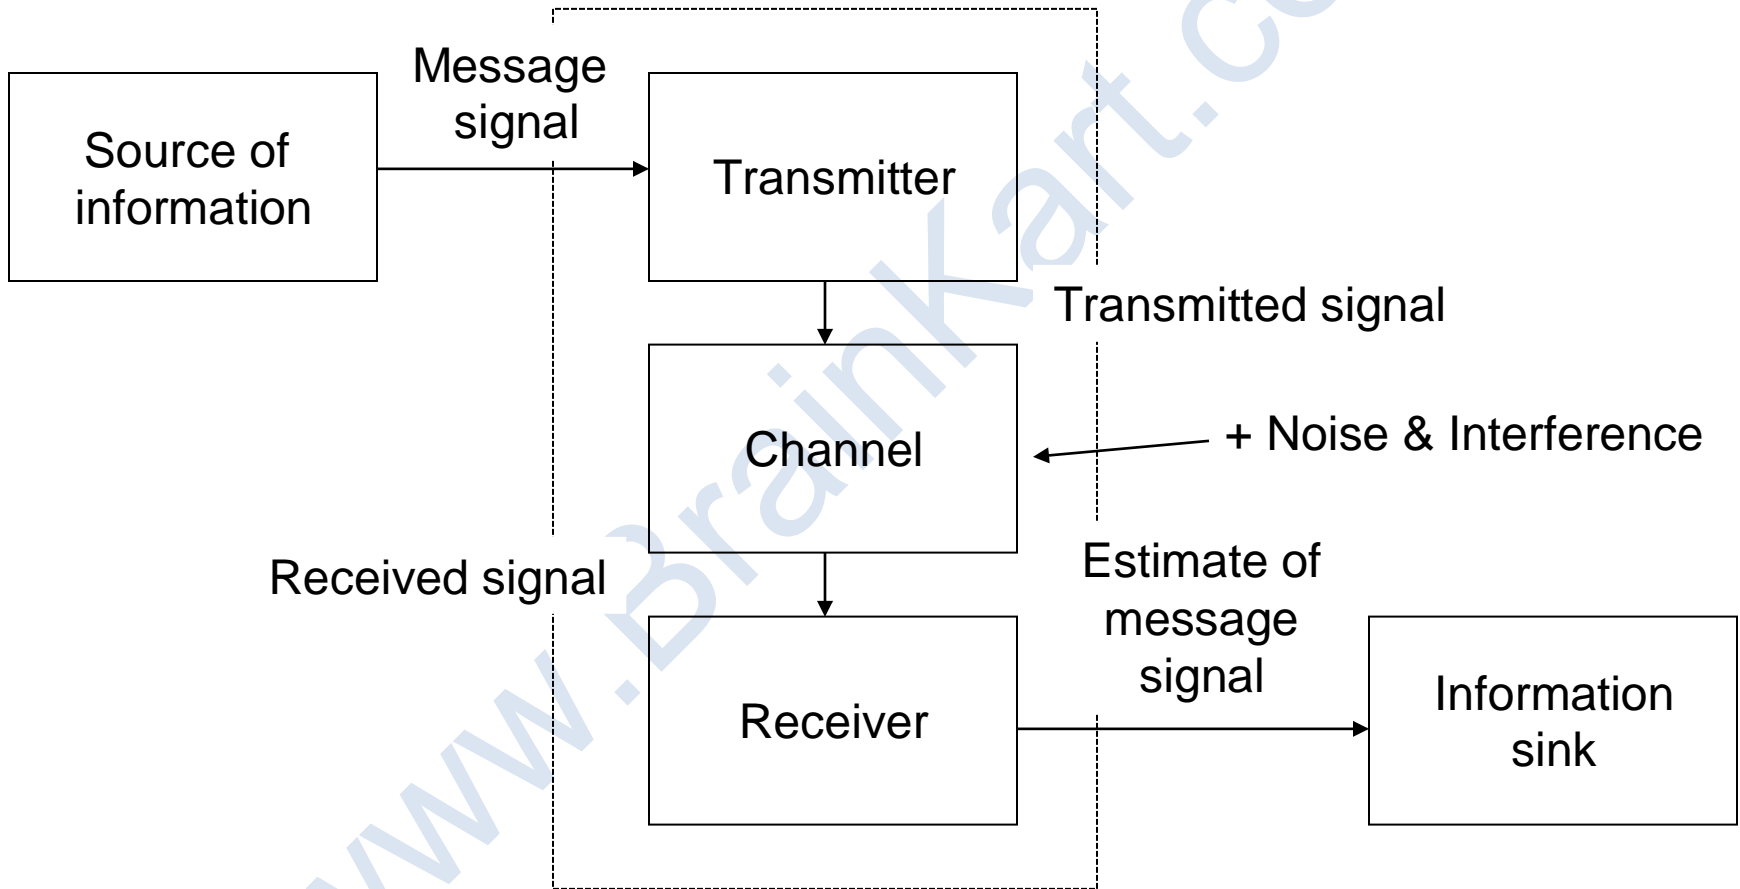 Message
signal
Source of
information
Transmitter
Transmitted signal
Channel
+ Noise & Interference
Received signal
Estimate of
message
signal
Receiver
Information
sink
www.BrainKart.co